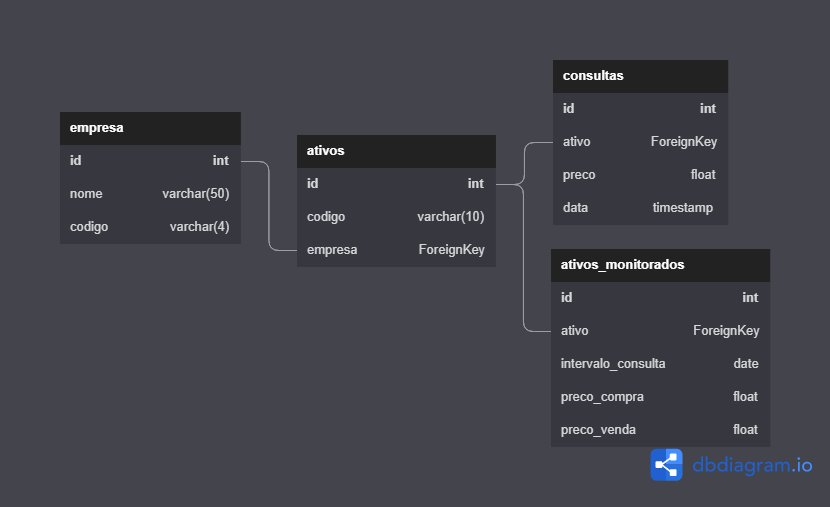 empresa
id int
nome varchar(50)
codigo varchar(4)
ativos
id int
codigo varchar(10)
empresa ForeignKey
consultas
id int
ativo ForeignKey
preco float
data timestamp
ativos_monitorados
id int
ativo ForeignKey
intervalo_consulta date
preco_compra float
preco_venda float
dbdiagram.io